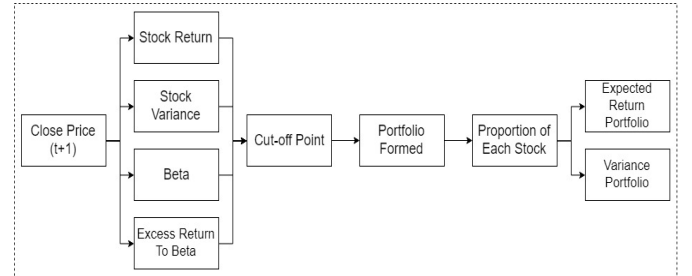 Close Price
(t+1)
Stock Return
Stock
Variance
Beta
Excess Return
To Beta
Cut-off Point
Portfolio
Formed
Proportion of
Each Stock
Expected
Return
Portfolio
Variance
Portfolio